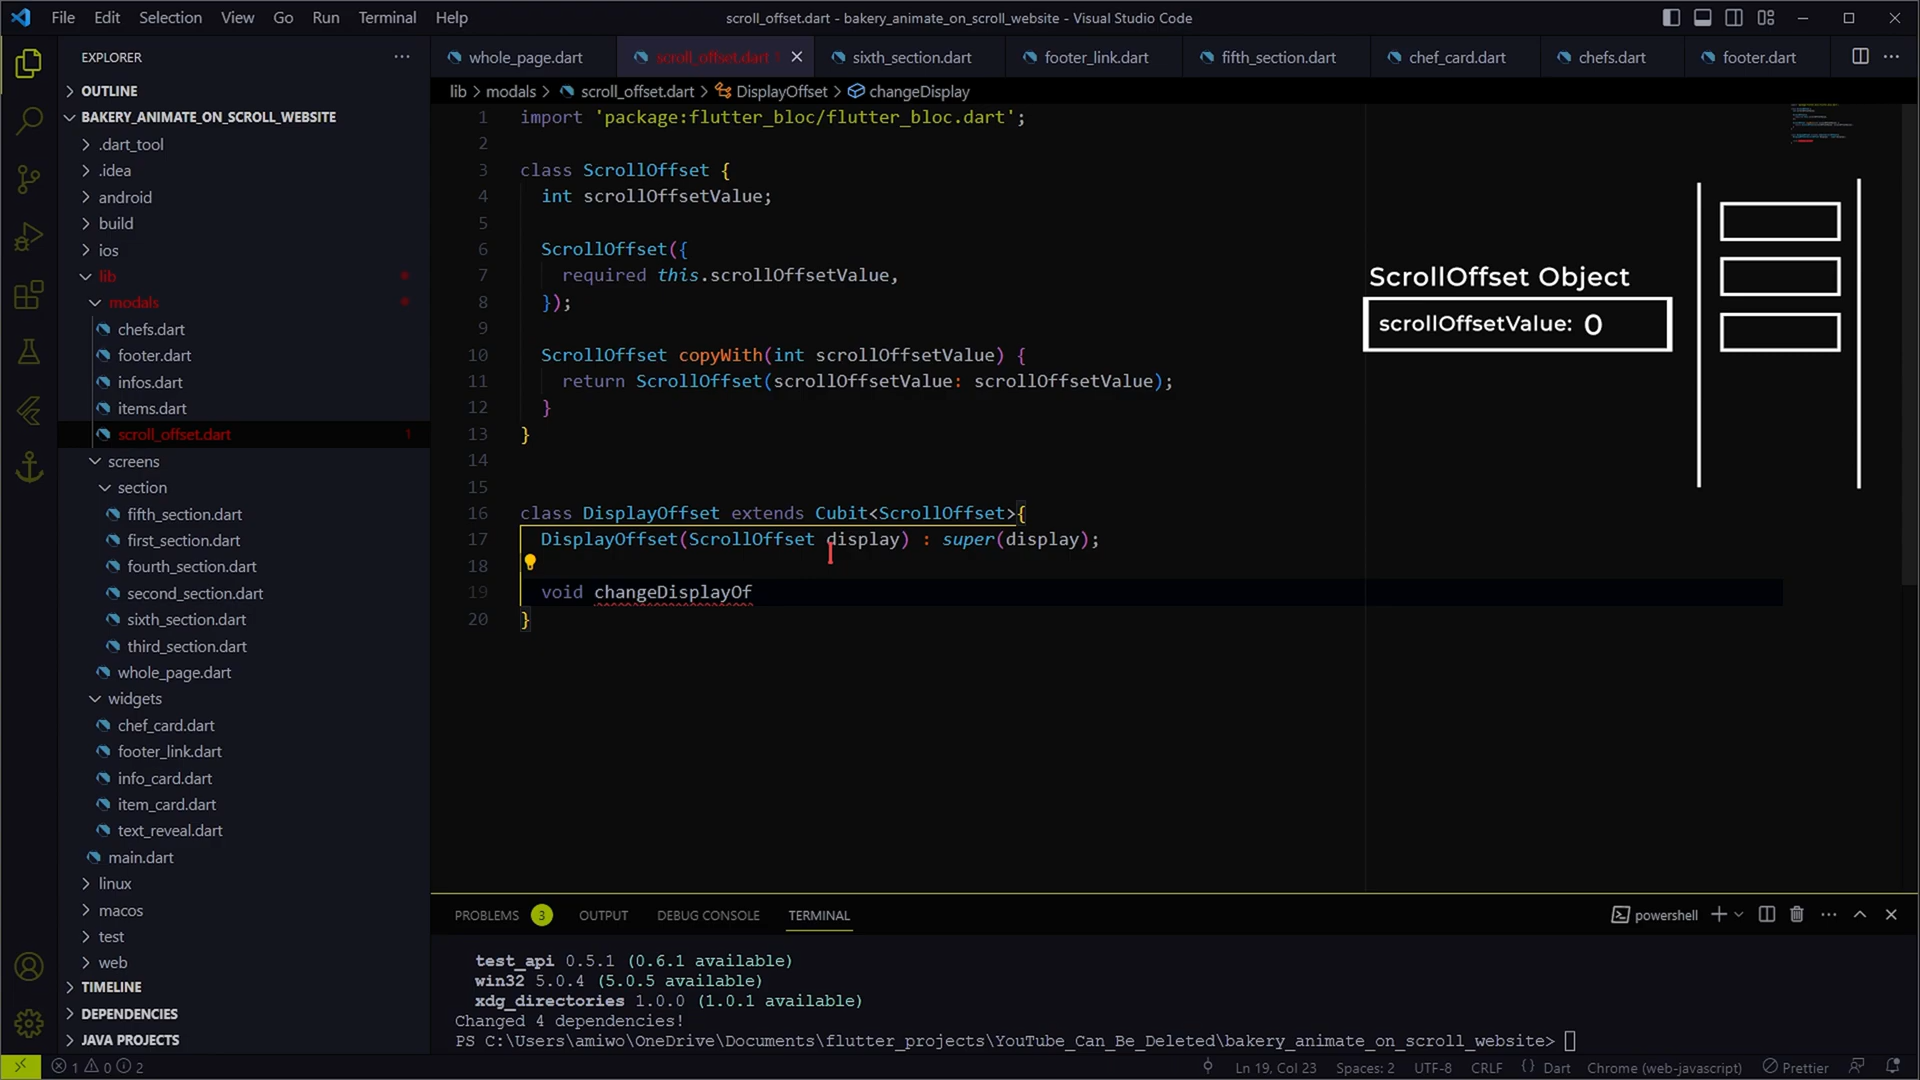 File Edit Selection View Go Run Terminal Help
scroll_offset.dart - bakery_animate_on_scroll_website - Visual Studio Code
EXPLORER
whole_page.dart
scroll_offset.dart 1
sixth_section.dart
footer_link.dart
fifth_section.dart
chef_card.dart
chefs.dart
footer.dart
lib > modals > scroll_offset.dart > DisplayOffset > changeDisplay
OUTLINE
BAKERY_ANIMATE_ON_SCROLL_WEBSITE
.dart_tool
.idea
android
build
ios
lib
modals
chefs.dart
footer.dart
infos.dart
items.dart
scroll_offset.dart 1
screens
section
fifth_section.dart
first_section.dart
fourth_section.dart
second_section.dart
sixth_section.dart
third_section.dart
whole_page.dart
widgets
chef_card.dart
footer_link.dart
info_card.dart
item_card.dart
text_reveal.dart
main.dart
linux
macos
test
web
TIMELINE
DEPENDENCIES
JAVA PROJECTS
1 import 'package:flutter_bloc/flutter_bloc.dart';
2
3 class ScrollOffset {
4 int scrollOffsetValue;
5
6 ScrollOffset({
7 required this.scrollOffsetValue,
8 });
9
10 ScrollOffset copyWith(int scrollOffsetValue) {
11 return ScrollOffset(scrollOffsetValue: scrollOffsetValue);
12 }
13 }
14
15
16 class DisplayOffset extends Cubit<ScrollOffset>{
17 DisplayOffset(ScrollOffset display) : super(display);
18
19 void changeDisplayOf
20 }
ScrollOffset Object
scrollOffsetValue: 0
PROBLEMS 3 OUTPUT DEBUG CONSOLE TERMINAL
powershell
test_api 0.5.1 (0.6.1 available)
win32 5.0.4 (5.0.5 available)
xdg_directories 1.0.0 (1.0.1 available)
Changed 4 dependencies!
PS C:\Users\amiwo\OneDrive\Documents\flutter_projects\YouTube_Can_Be_Deleted\bakery_animate_on_scroll_website>
1 0 2
Ln 19, Col 23 Spaces: 2 UTF-8 CRLF {} Dart Chrome (web-javascript) Prettier